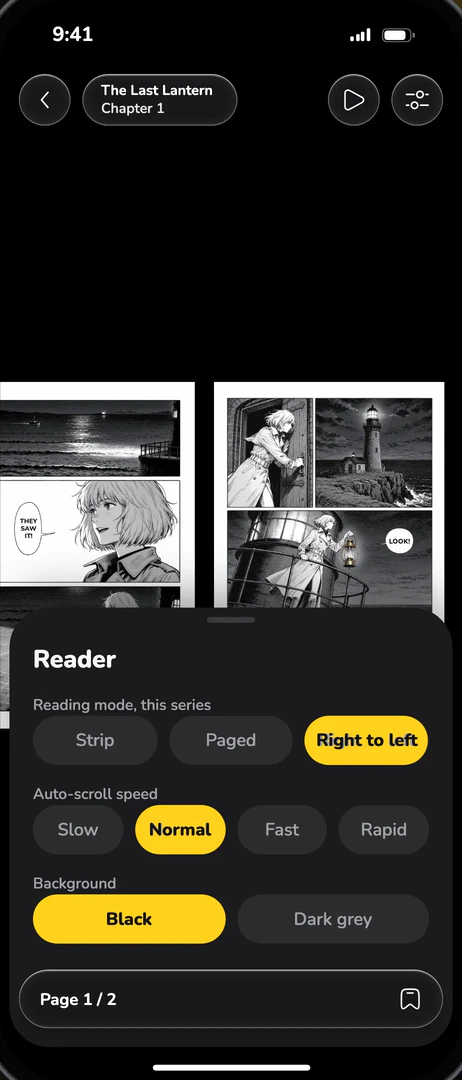 9:41
The Last Lantern
Chapter 1
THEY
SAW
IT!
LOOK!
Reader
Reading mode, this series
Strip
Paged
Right to left
Auto-scroll speed
Slow
Normal
Fast
Rapid
Background
Black
Dark grey
Page 1 / 2